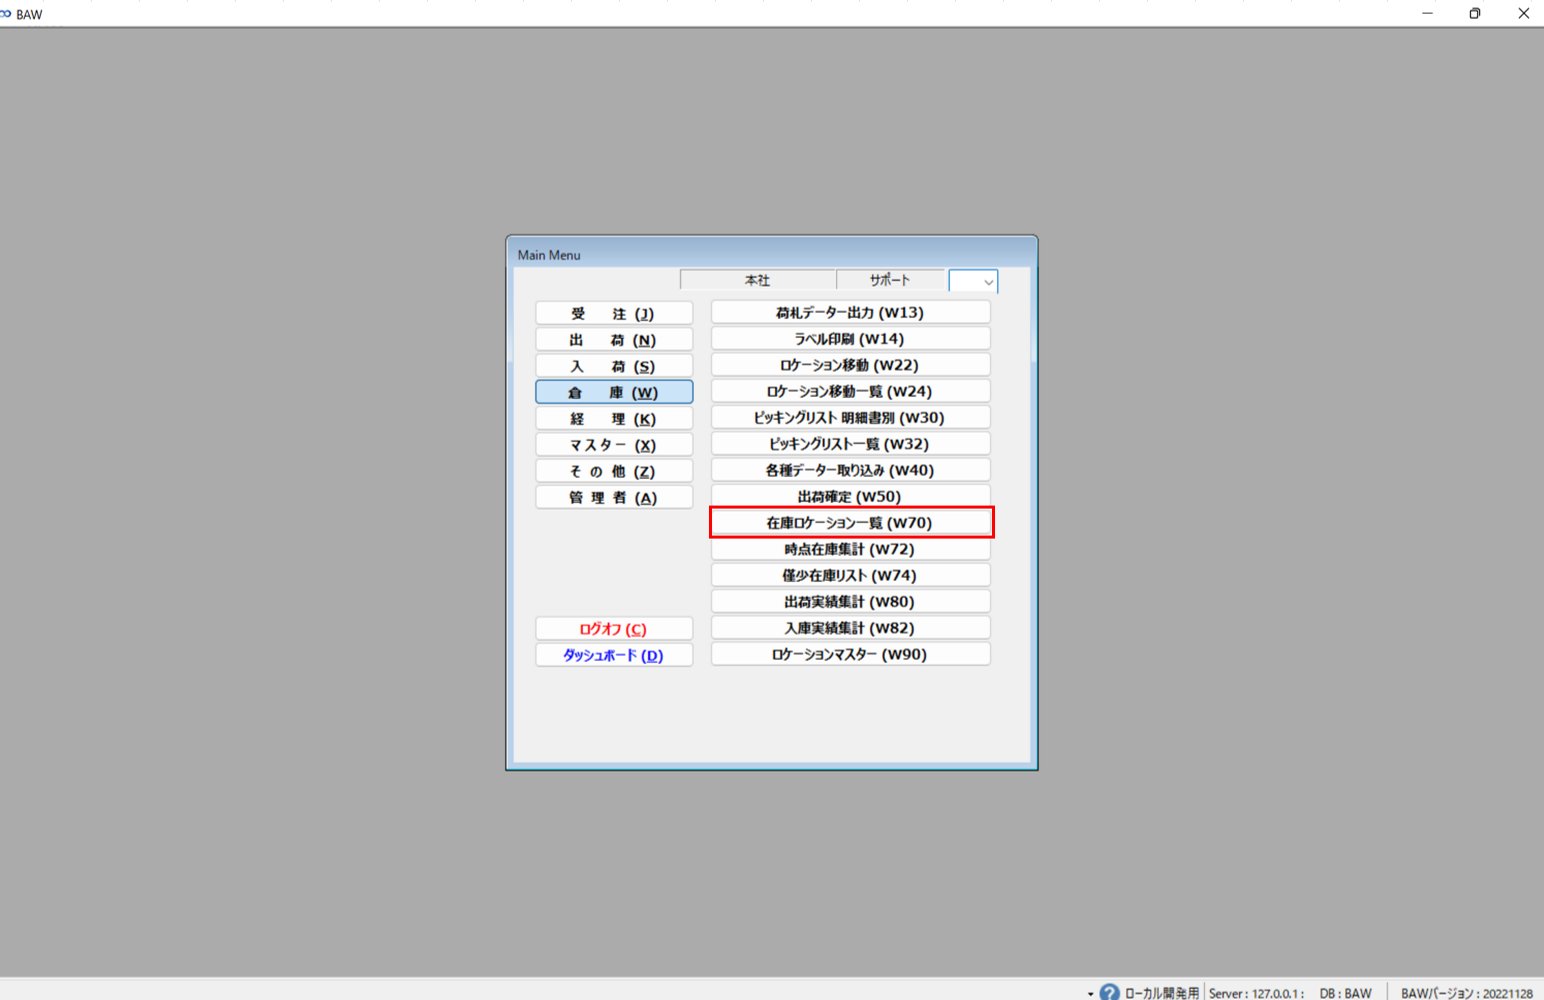 BAW
Main Menu
本社 サポート
受 注 (J)
出 荷 (N)
入 荷 (S)
倉 庫 (W)
経 理 (K)
マスター (X)
そ の 他 (Z)
管 理 者 (A)
ログオフ (C)
ダッシュボード (D)
荷札データー出力 (W13)
ラベル印刷 (W14)
ロケーション移動 (W22)
ロケーション移動一覧 (W24)
ピッキングリスト 明細書別 (W30)
ピッキングリスト一覧 (W32)
各種データー取り込み (W40)
出荷確定 (W50)
在庫ロケーション一覧 (W70)
時点在庫集計 (W72)
僅少在庫リスト (W74)
出荷実績集計 (W80)
入庫実績集計 (W82)
ロケーションマスター (W90)
ローカル開発用 Server : 127.0.0.1 : DB : BAW BAWバージョン : 20221128